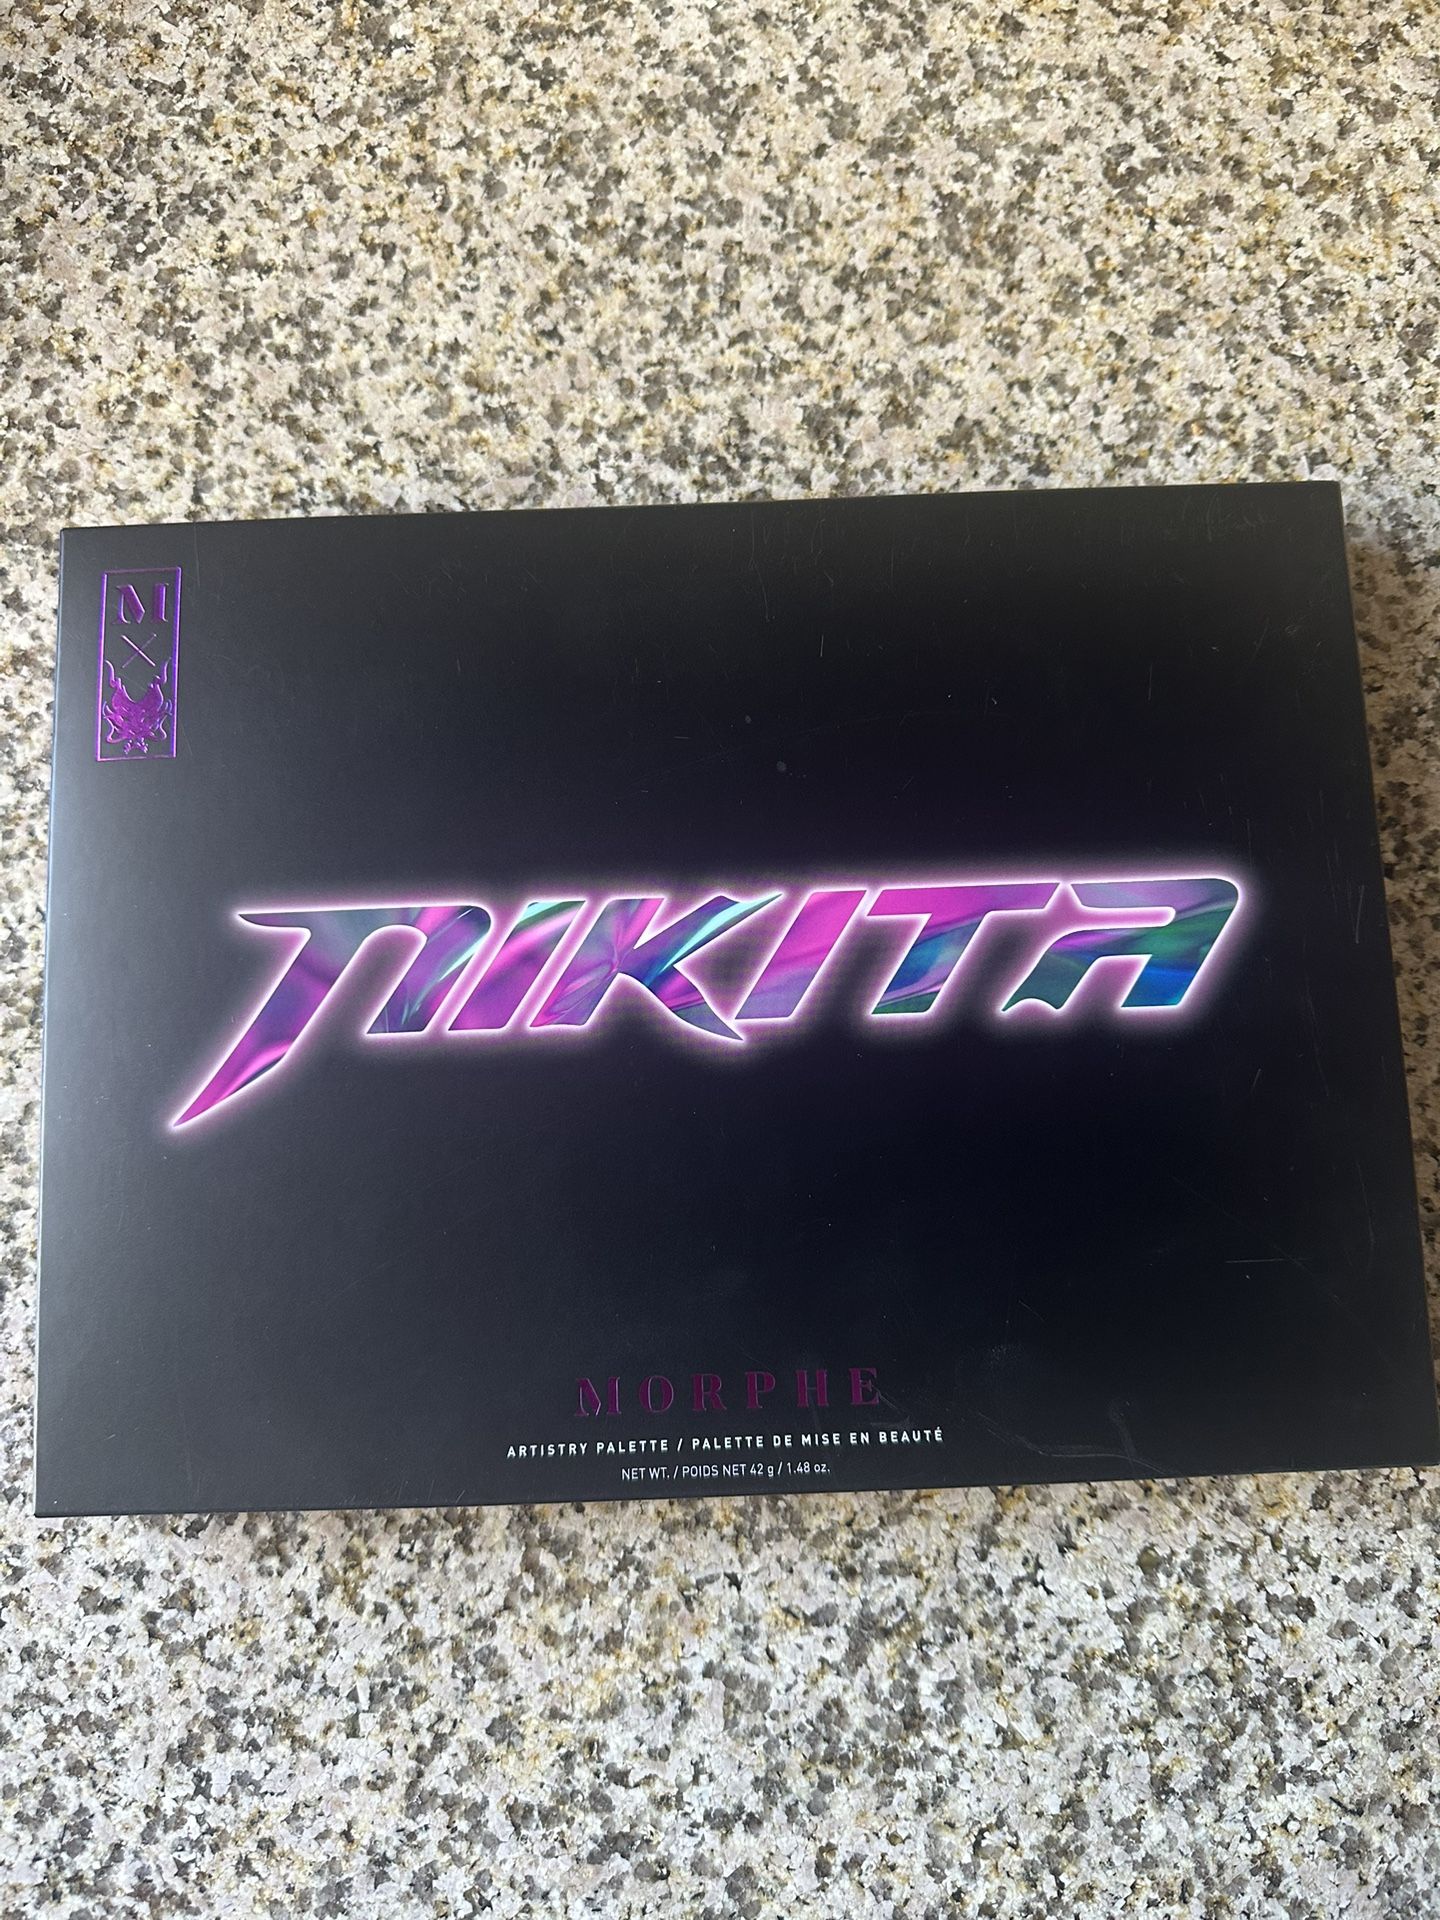 M
NIKITA
MORPHE
ARTISTRY PALETTE / PALETTE DE MISE EN BEAUTÉ
NET WT. / POIDS NET 42 g / 1.48 oz.